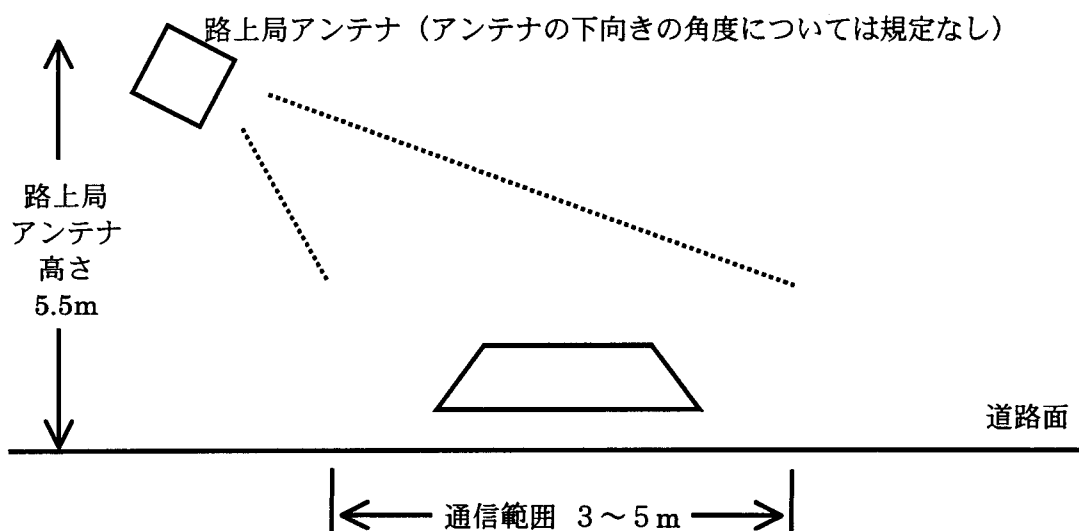 路上局アンテナ（アンテナの下向きの角度については規定なし）
路上局
アンテナ
高さ
5.5m
道路面
通信範囲 3～5m